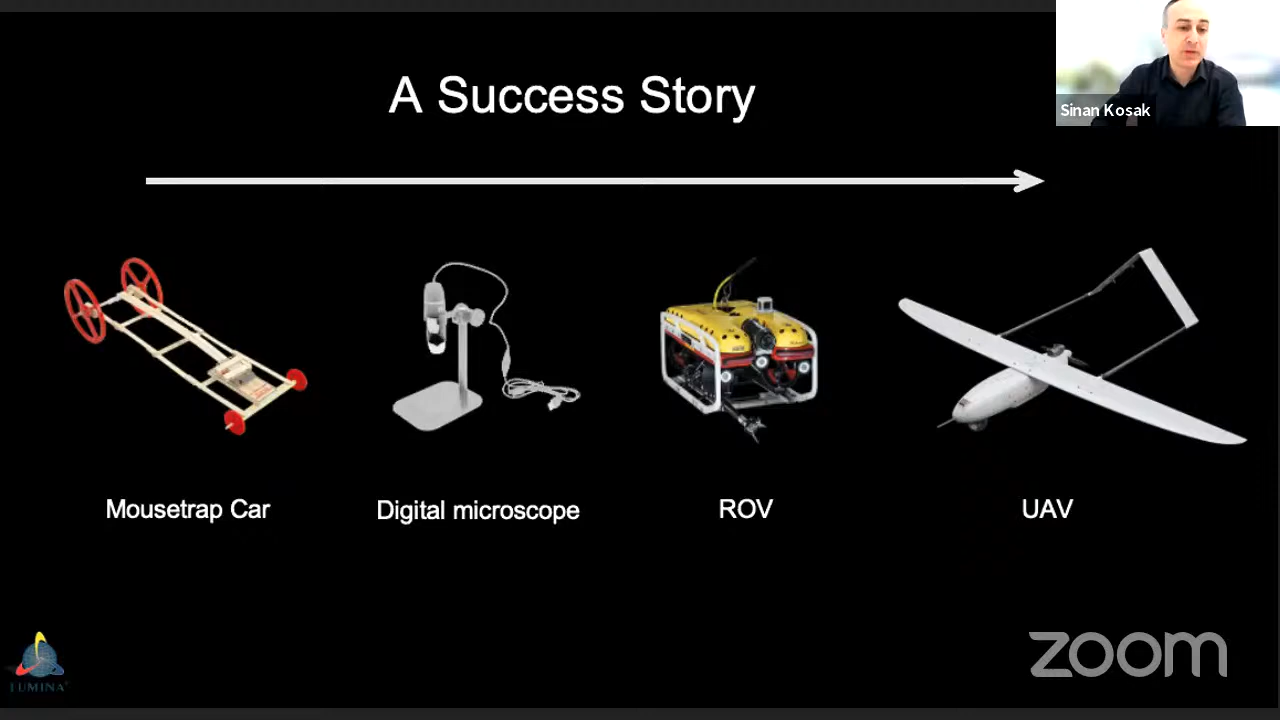 A Success Story
Sinan Kosak
Mousetrap Car
Digital microscope
ROV
UAV
LUMINA
zoom